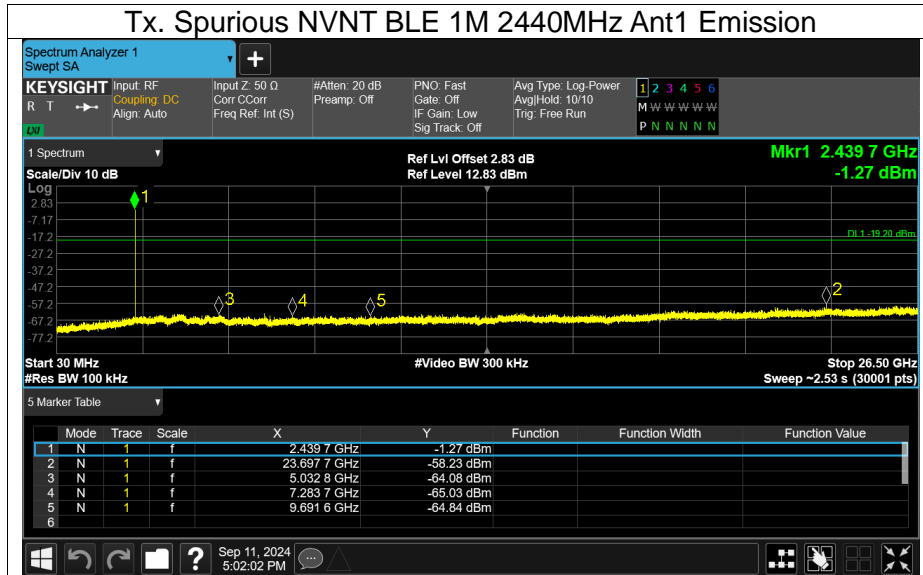 Tx. Spurious NVNT BLE 1M 2440MHz Ant1 Emission
Spectrum Analyzer 1
Swept SA
+
KEYSIGHT Input: RF Input Z: 50 Ω #Atten: 20 dB PNO: Fast Avg Type: Log-Power 1 2 3 4 5 6
R T Coupling: DC Corr CCorr Preamp: Off Gate: Off Avg|Hold: 10/10 M W W W W W
Align: Auto Freq Ref: Int (S) IF Gain: Low Trig: Free Run
LXI Sig Track: Off P N N N N N
1 Spectrum Ref Lvl Offset 2.83 dB Mkr1 2.439 7 GHz
Scale/Div 10 dB Ref Level 12.83 dBm -1.27 dBm
Log
1
2.83
-7.17
-17.2 DL1 -19.20 dBm
-27.2
-37.2
-47.2
2
3 4 5
-57.2
-67.2
-77.2
Start 30 MHz #Video BW 300 kHz Stop 26.50 GHz
#Res BW 100 kHz Sweep ~2.53 s (30001 pts)
5 Marker Table
Mode Trace Scale X Y Function Function Width Function Value
1 N 1 f 2.439 7 GHz -1.27 dBm
2 N 1 f 23.697 7 GHz -58.23 dBm
3 N 1 f 5.032 8 GHz -64.08 dBm
4 N 1 f 7.283 7 GHz -65.03 dBm
5 N 1 f 9.691 6 GHz -64.84 dBm
6
? Sep 11, 2024
5:02:02 PM